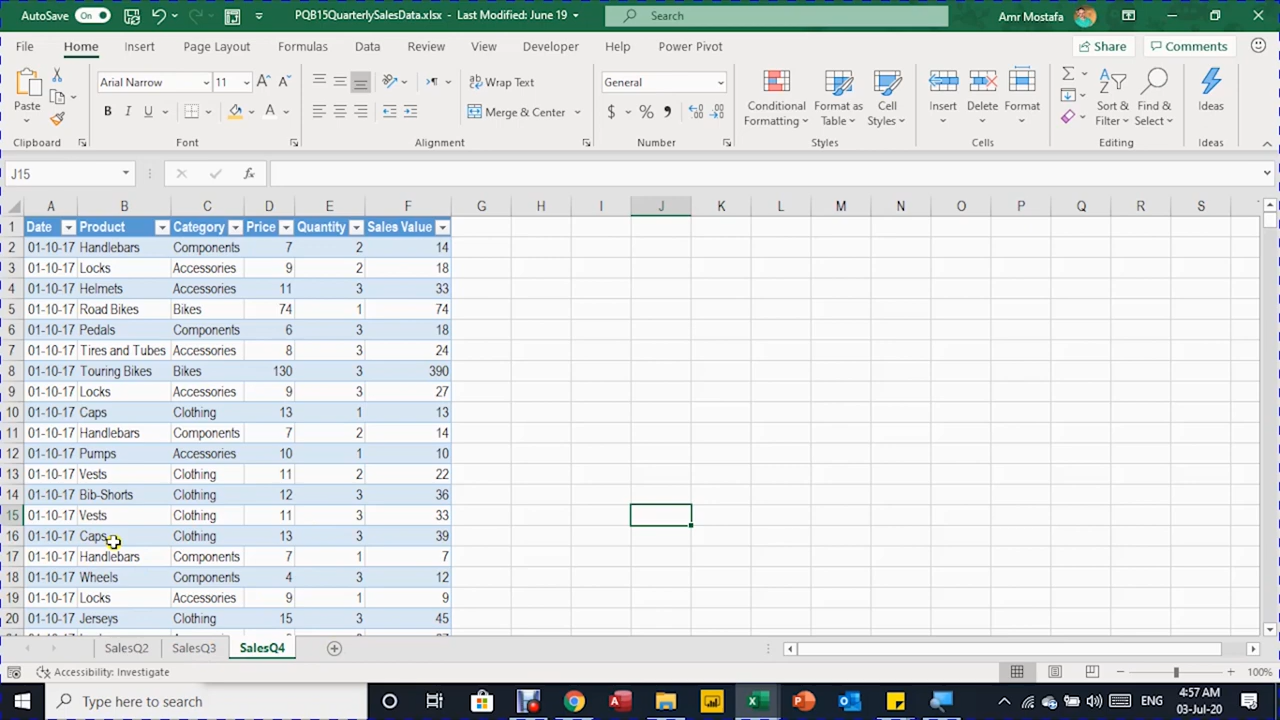 AutoSave On PQB15QuarterlySalesData.xlsx - Last Modified: June 19 Search Amr Mostafa
File Home Insert Page Layout Formulas Data Review View Developer Help Power Pivot Share Comments
Arial Narrow 11 Wrap Text General
Paste B I U A Merge & Center $ % Conditional Formatting Format as Table Cell Styles Insert Delete Format Sort & Filter Find & Select Ideas
Clipboard Font Alignment Number Styles Cells Editing Ideas
J15 fx
A B C D E F G H I J K L M N O P Q R S
1 Date Product Category Price Quantity Sales Value
2 01-10-17 Handlebars Components 7 2 14
3 01-10-17 Locks Accessories 9 2 18
4 01-10-17 Helmets Accessories 11 3 33
5 01-10-17 Road Bikes Bikes 74 1 74
6 01-10-17 Pedals Components 6 3 18
7 01-10-17 Tires and Tubes Accessories 8 3 24
8 01-10-17 Touring Bikes Bikes 130 3 390
9 01-10-17 Locks Accessories 9 3 27
10 01-10-17 Caps Clothing 13 1 13
11 01-10-17 Handlebars Components 7 2 14
12 01-10-17 Pumps Accessories 10 1 10
13 01-10-17 Vests Clothing 11 2 22
14 01-10-17 Bib-Shorts Clothing 12 3 36
15 01-10-17 Vests Clothing 11 3 33
16 01-10-17 Caps Clothing 13 3 39
17 01-10-17 Handlebars Components 7 1 7
18 01-10-17 Wheels Components 4 3 12
19 01-10-17 Locks Accessories 9 1 9
20 01-10-17 Jerseys Clothing 15 3 45
SalesQ2 SalesQ3 SalesQ4
Accessibility: Investigate 100%
Type here to search ENG 4:57 AM
03-Jul-20